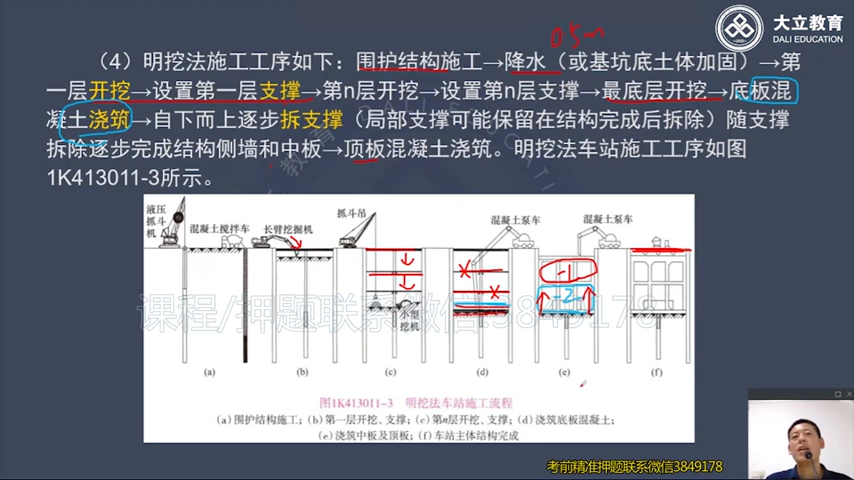 大立教育
DALI EDUCATION
0.5m
（4）明挖法施工工序如下：围护结构施工→降水（或基坑底土体加固）→第
一层开挖→设置第一层支撑→第n层开挖→设置第n层支撑→最底层开挖→底板混
凝土浇筑→自下而上逐步拆支撑（局部支撑可能保留在结构完成后拆除）随支撑
拆除逐步完成结构侧墙和中板→顶板混凝土浇筑。明挖法车站施工工序如图
1K413011-3所示。
液压
抓斗
机
混凝土搅拌车
长臂挖掘机
抓斗吊
混凝土泵车
混凝土泵车
小型
挖机
-1
-2
课程/押题联系微信3849178
(a)
(b)
(c)
(d)
(e)
(f)
图1K413011-3 明挖法车站施工流程
(a)围护结构施工；(b)第一层开挖、支撑；(c)第n层开挖、支撑；(d)浇筑底板混凝土；
(e)浇筑中板及顶板；(f)车站主体结构完成
考前精准押题联系微信3849178